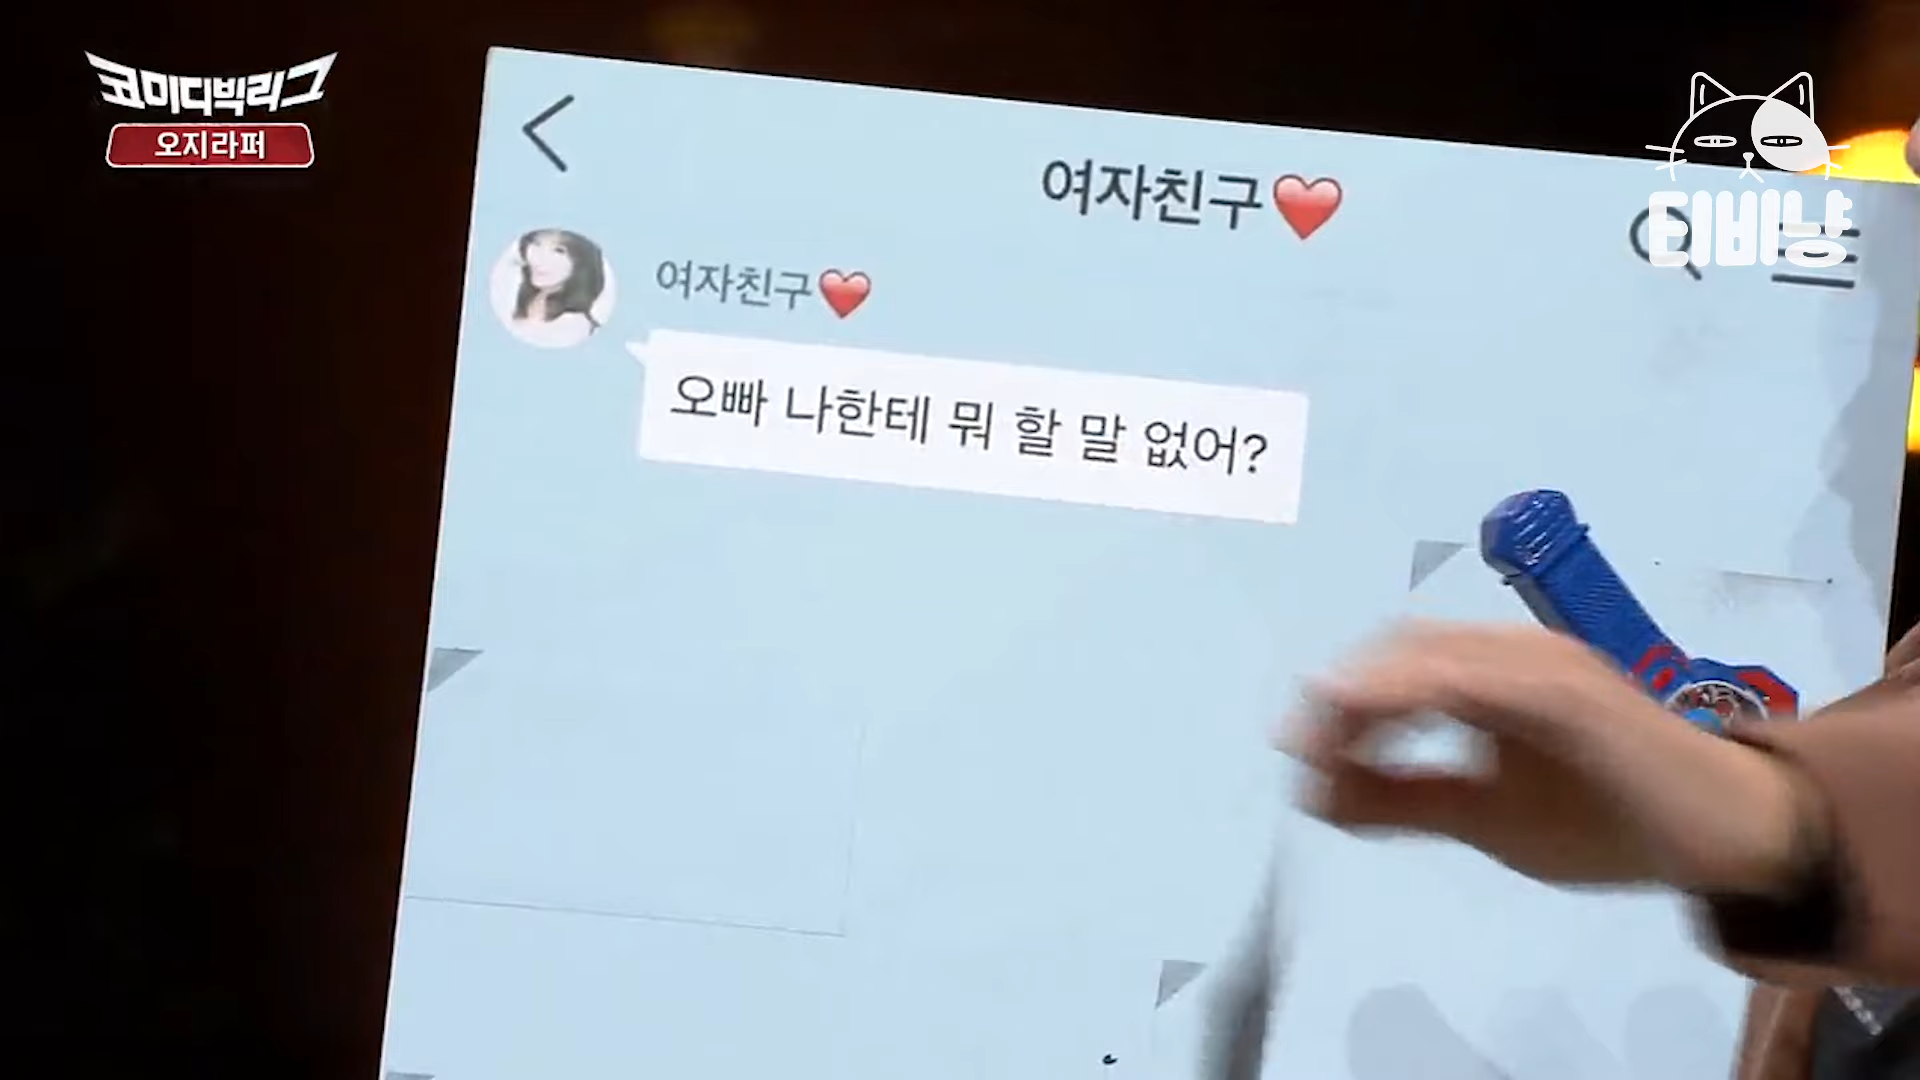 코미디빅리그
오지라퍼
티비냥
여자친구❤️
여자친구❤️
오빠 나한테 뭐 할 말 없어?